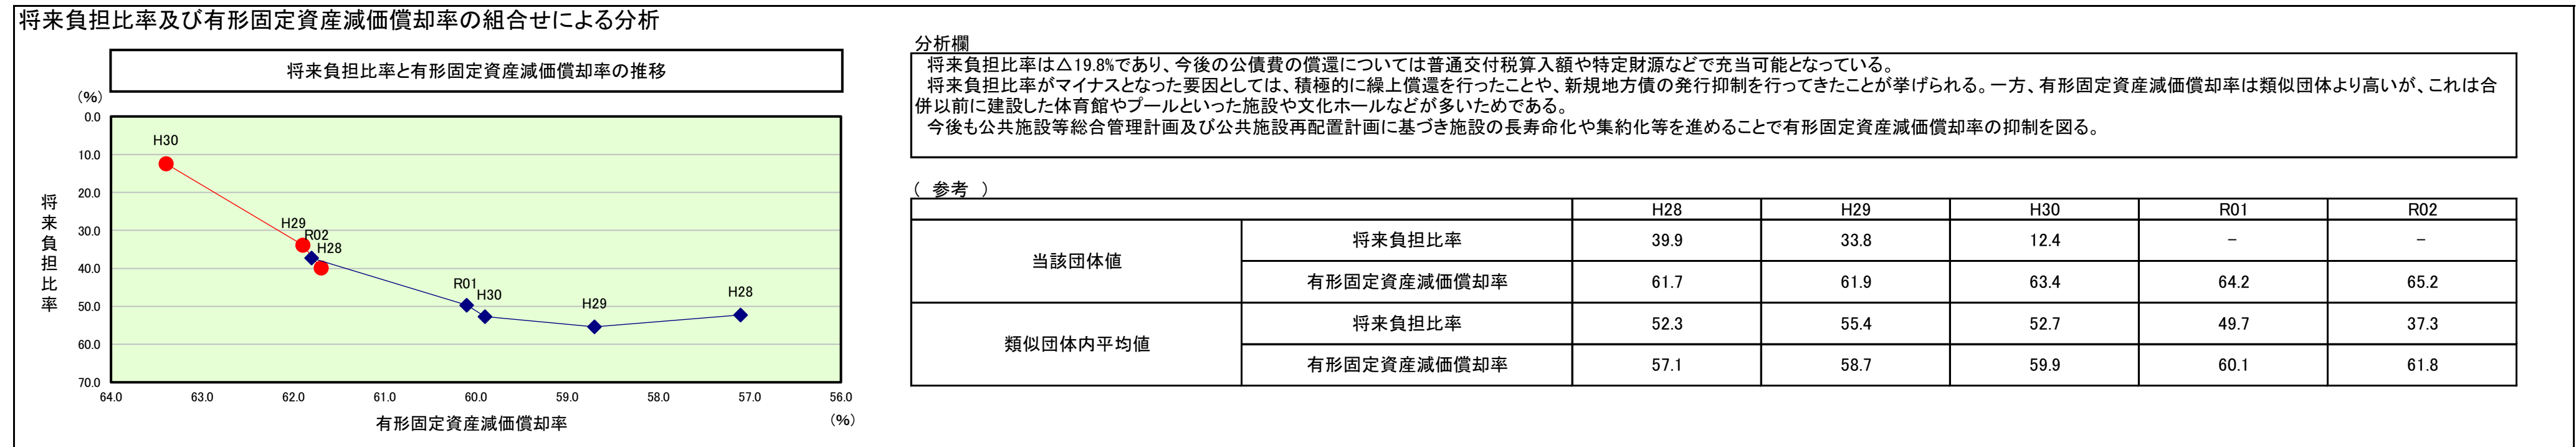 将来負担比率及び有形固定資産減価償却率の組合せによる分析
将来負担比率と有形固定資産減価償却率の推移
(%)
0.0
10.0
20.0
30.0
40.0
50.0
60.0
70.0
将来負担比率
H30
H29
R02
H28
R01
H30
H29
H28
64.0 63.0 62.0 61.0 60.0 59.0 58.0 57.0 56.0
有形固定資産減価償却率
(%)
分析欄
将来負担比率は△19.8%であり、今後の公債費の償還については普通交付税算入額や特定財源などで充当可能となっている。
将来負担比率がマイナスとなった要因としては、積極的に繰上償還を行ったことや、新規地方債の発行抑制を行ってきたことが挙げられる。一方、有形固定資産減価償却率は類似団体より高いが、これは合
併以前に建設した体育館やプールといった施設や文化ホールなどが多いためである。
今後も公共施設等総合管理計画及び公共施設再配置計画に基づき施設の長寿命化や集約化等を進めることで有形固定資産減価償却率の抑制を図る。
( 参考 )
H28 H29 H30 R01 R02
当該団体値
将来負担比率 39.9 33.8 12.4 - -
有形固定資産減価償却率 61.7 61.9 63.4 64.2 65.2
類似団体内平均値
将来負担比率 52.3 55.4 52.7 49.7 37.3
有形固定資産減価償却率 57.1 58.7 59.9 60.1 61.8